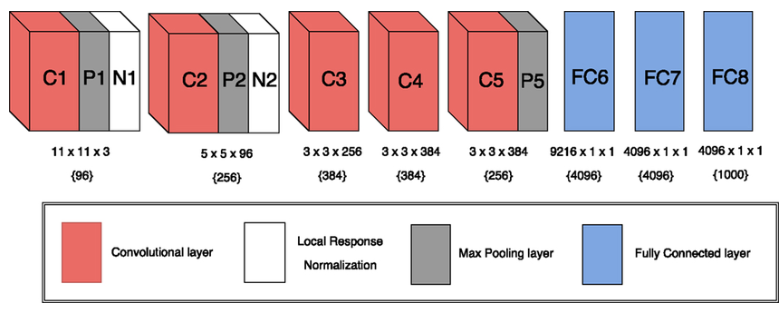 C1 P1 N1 C2 P2 N2 C3 C4 C5 P5 FC6 FC7 FC8
11 x 11 x 3 5 x 5 x 96 3 x 3 x 256 3 x 3 x 384 3 x 3 x 384 9216 x 1 x 1 4096 x 1 x 1 4096 x 1 x 1
{96} {256} {384} {384} {256} {4096} {4096} {1000}
Convolutional layer
Local Response
Normalization
Max Pooling layer
Fully Connected layer